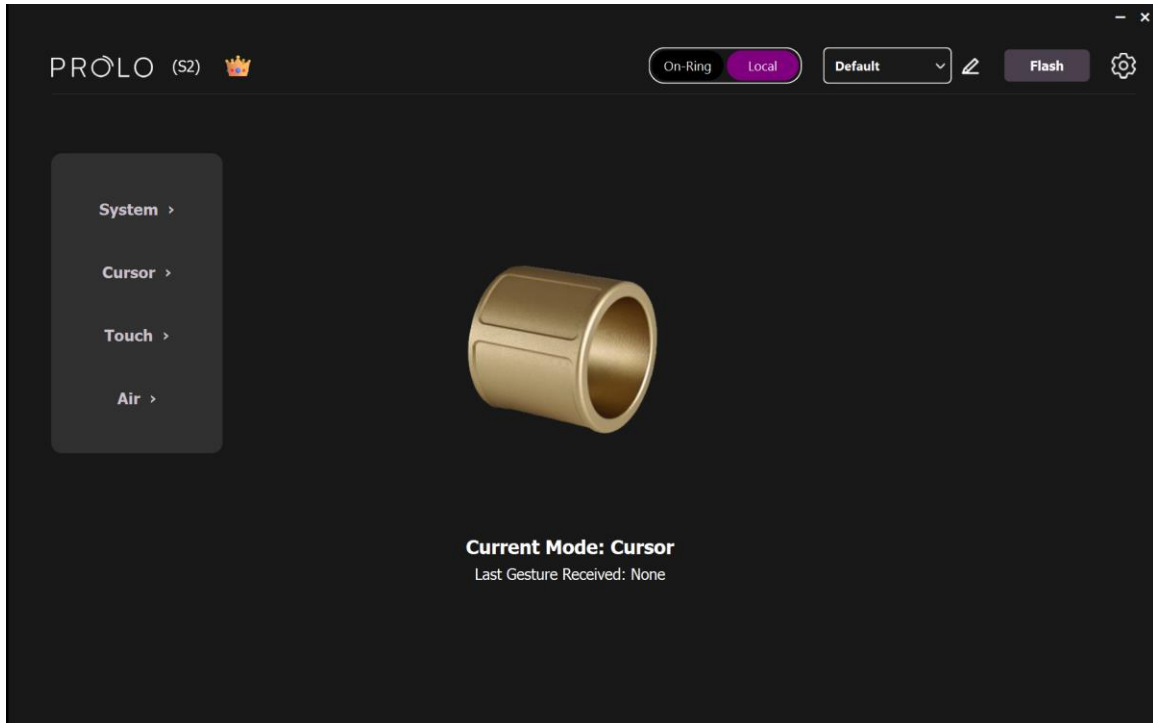 PROLO (S2)
On-Ring Local
Default
Flash
System ›
Cursor ›
Touch ›
Air ›
Current Mode: Cursor
Last Gesture Received: None